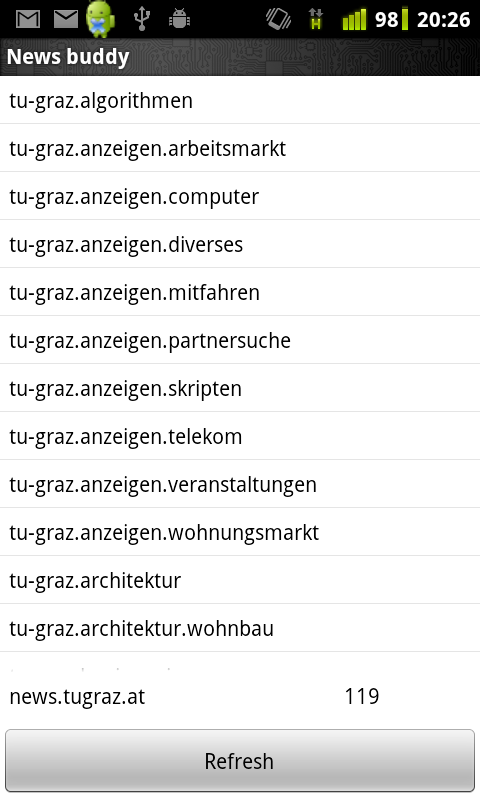 H 98 20:26
News buddy
tu-graz.algorithmen
tu-graz.anzeigen.arbeitsmarkt
tu-graz.anzeigen.computer
tu-graz.anzeigen.diverses
tu-graz.anzeigen.mitfahren
tu-graz.anzeigen.partnersuche
tu-graz.anzeigen.skripten
tu-graz.anzeigen.telekom
tu-graz.anzeigen.veranstaltungen
tu-graz.anzeigen.wohnungsmarkt
tu-graz.architektur
tu-graz.architektur.wohnbau
news.tugraz.at 119
Refresh